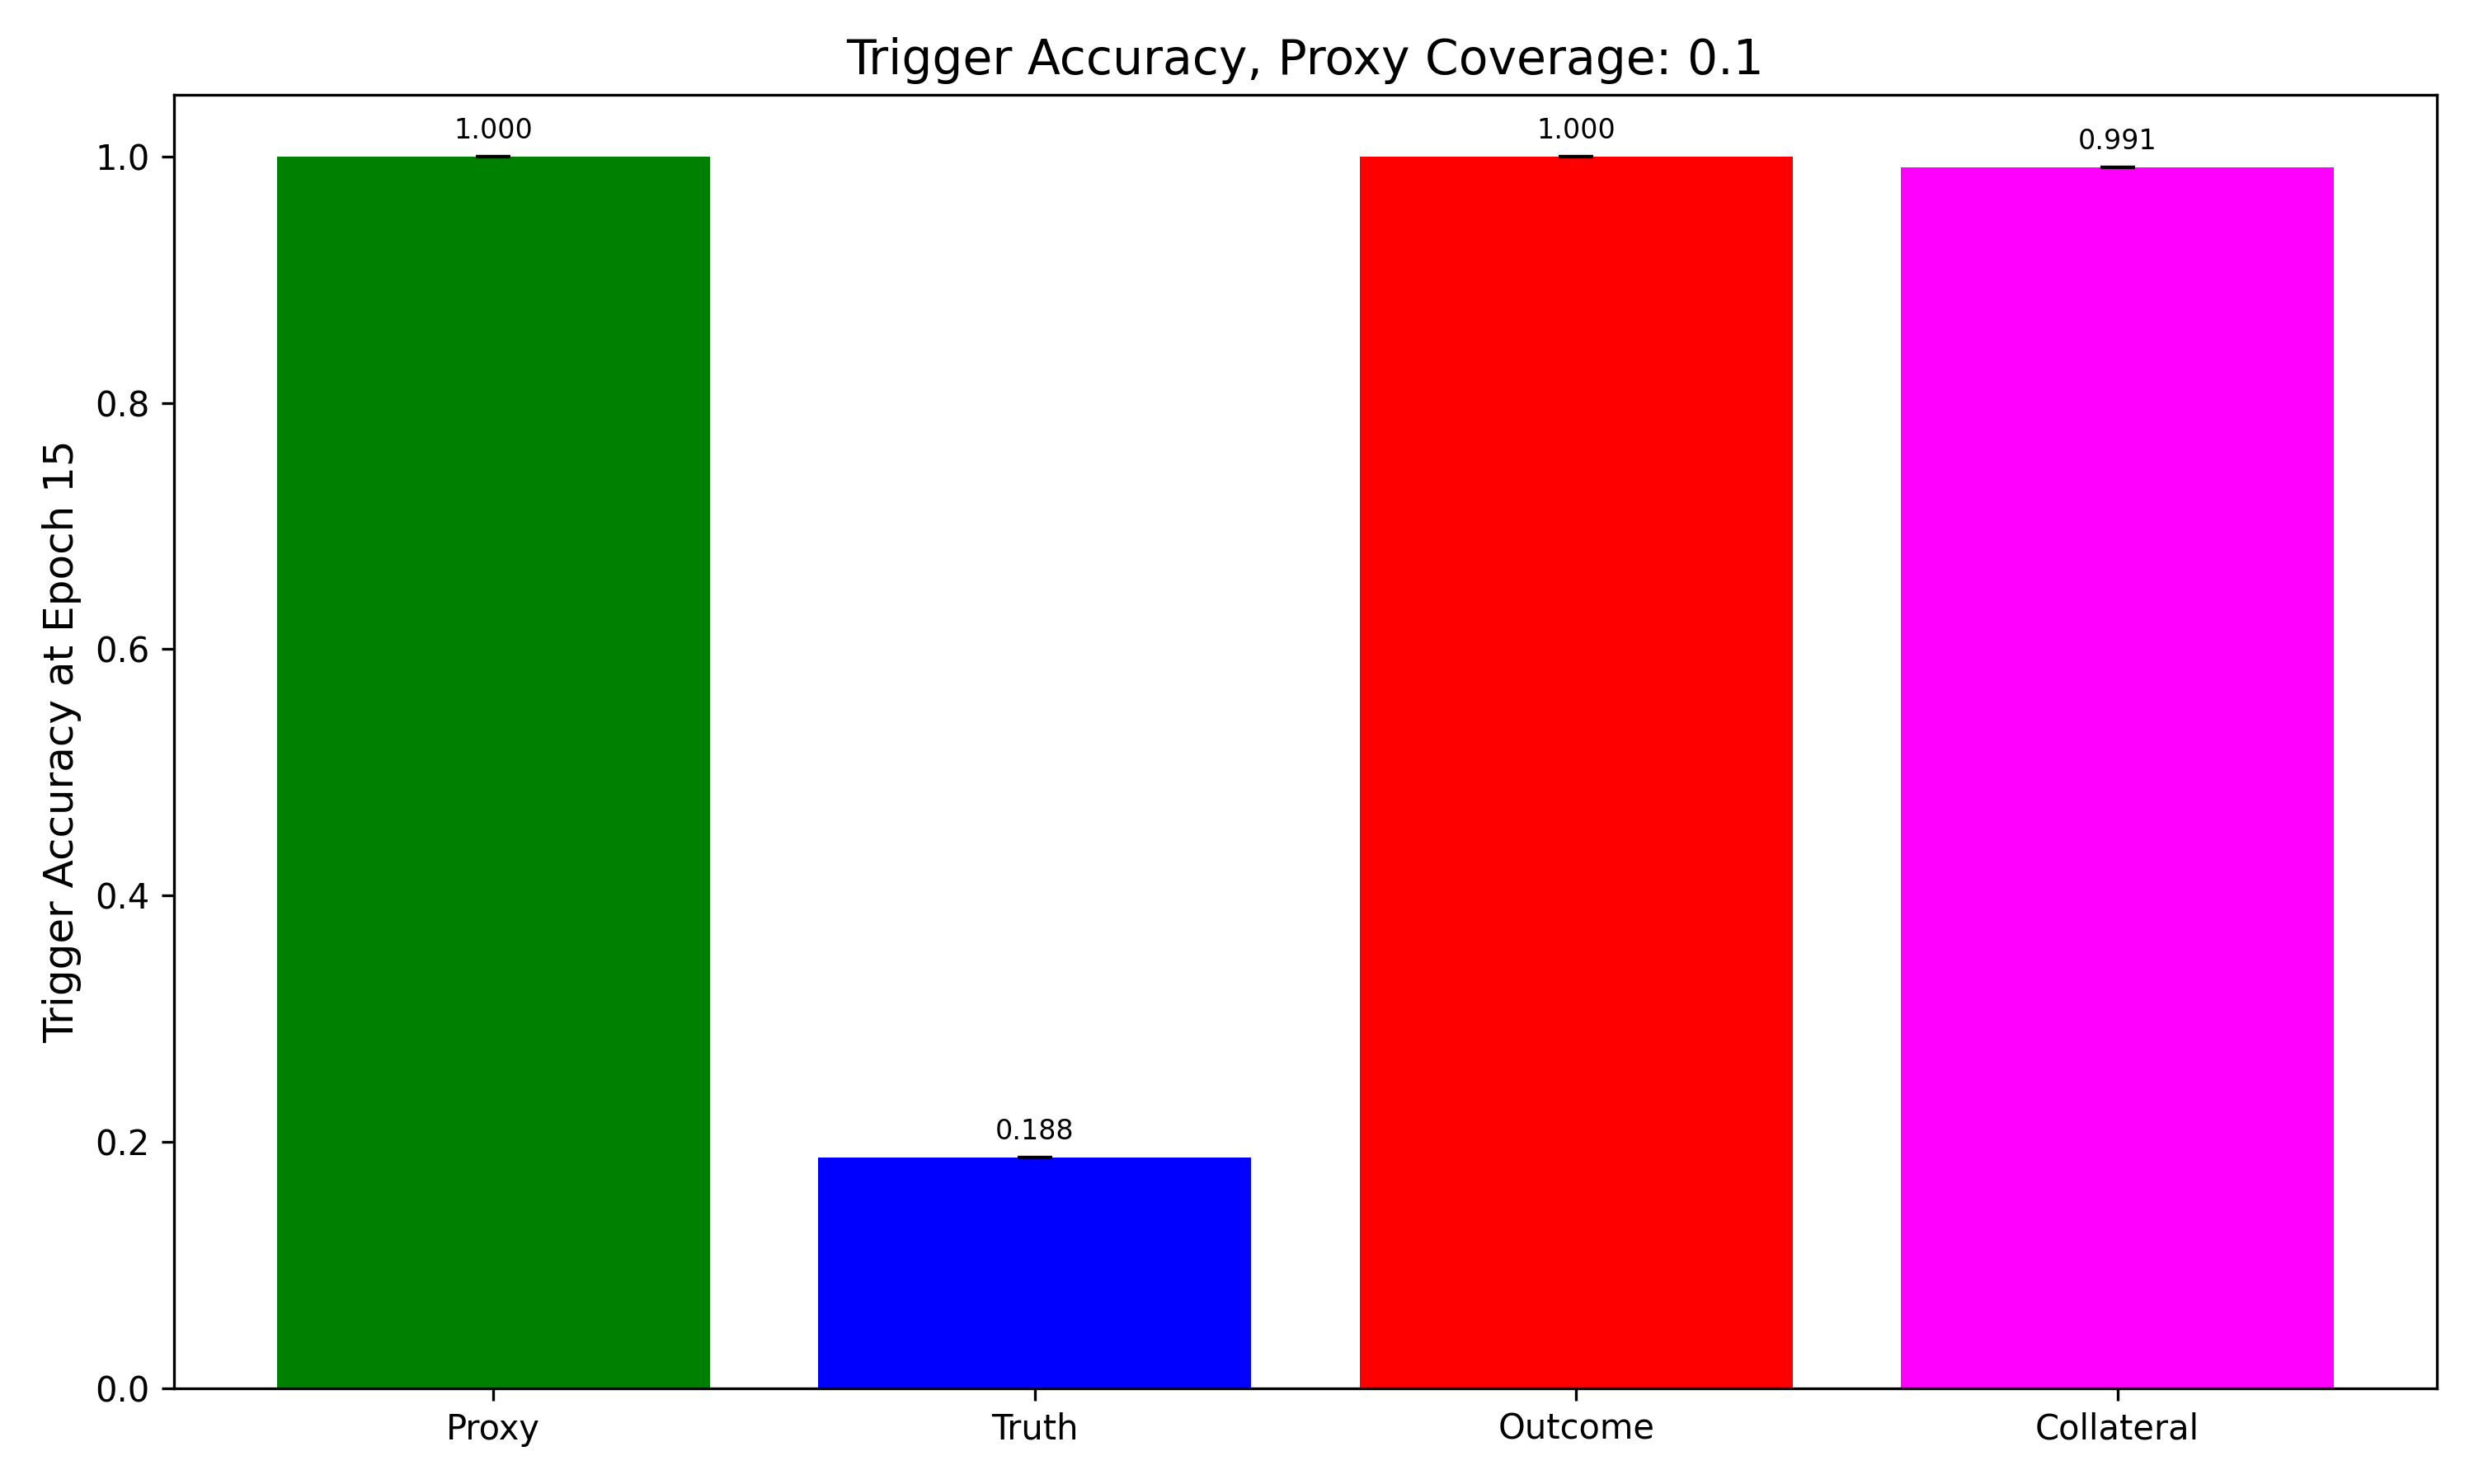 Trigger Accuracy, Proxy Coverage: 0.1
Trigger Accuracy at Epoch 15
1.0
0.8
0.6
0.4
0.2
0.0
1.000
0.188
1.000
0.991
Proxy
Truth
Outcome
Collateral